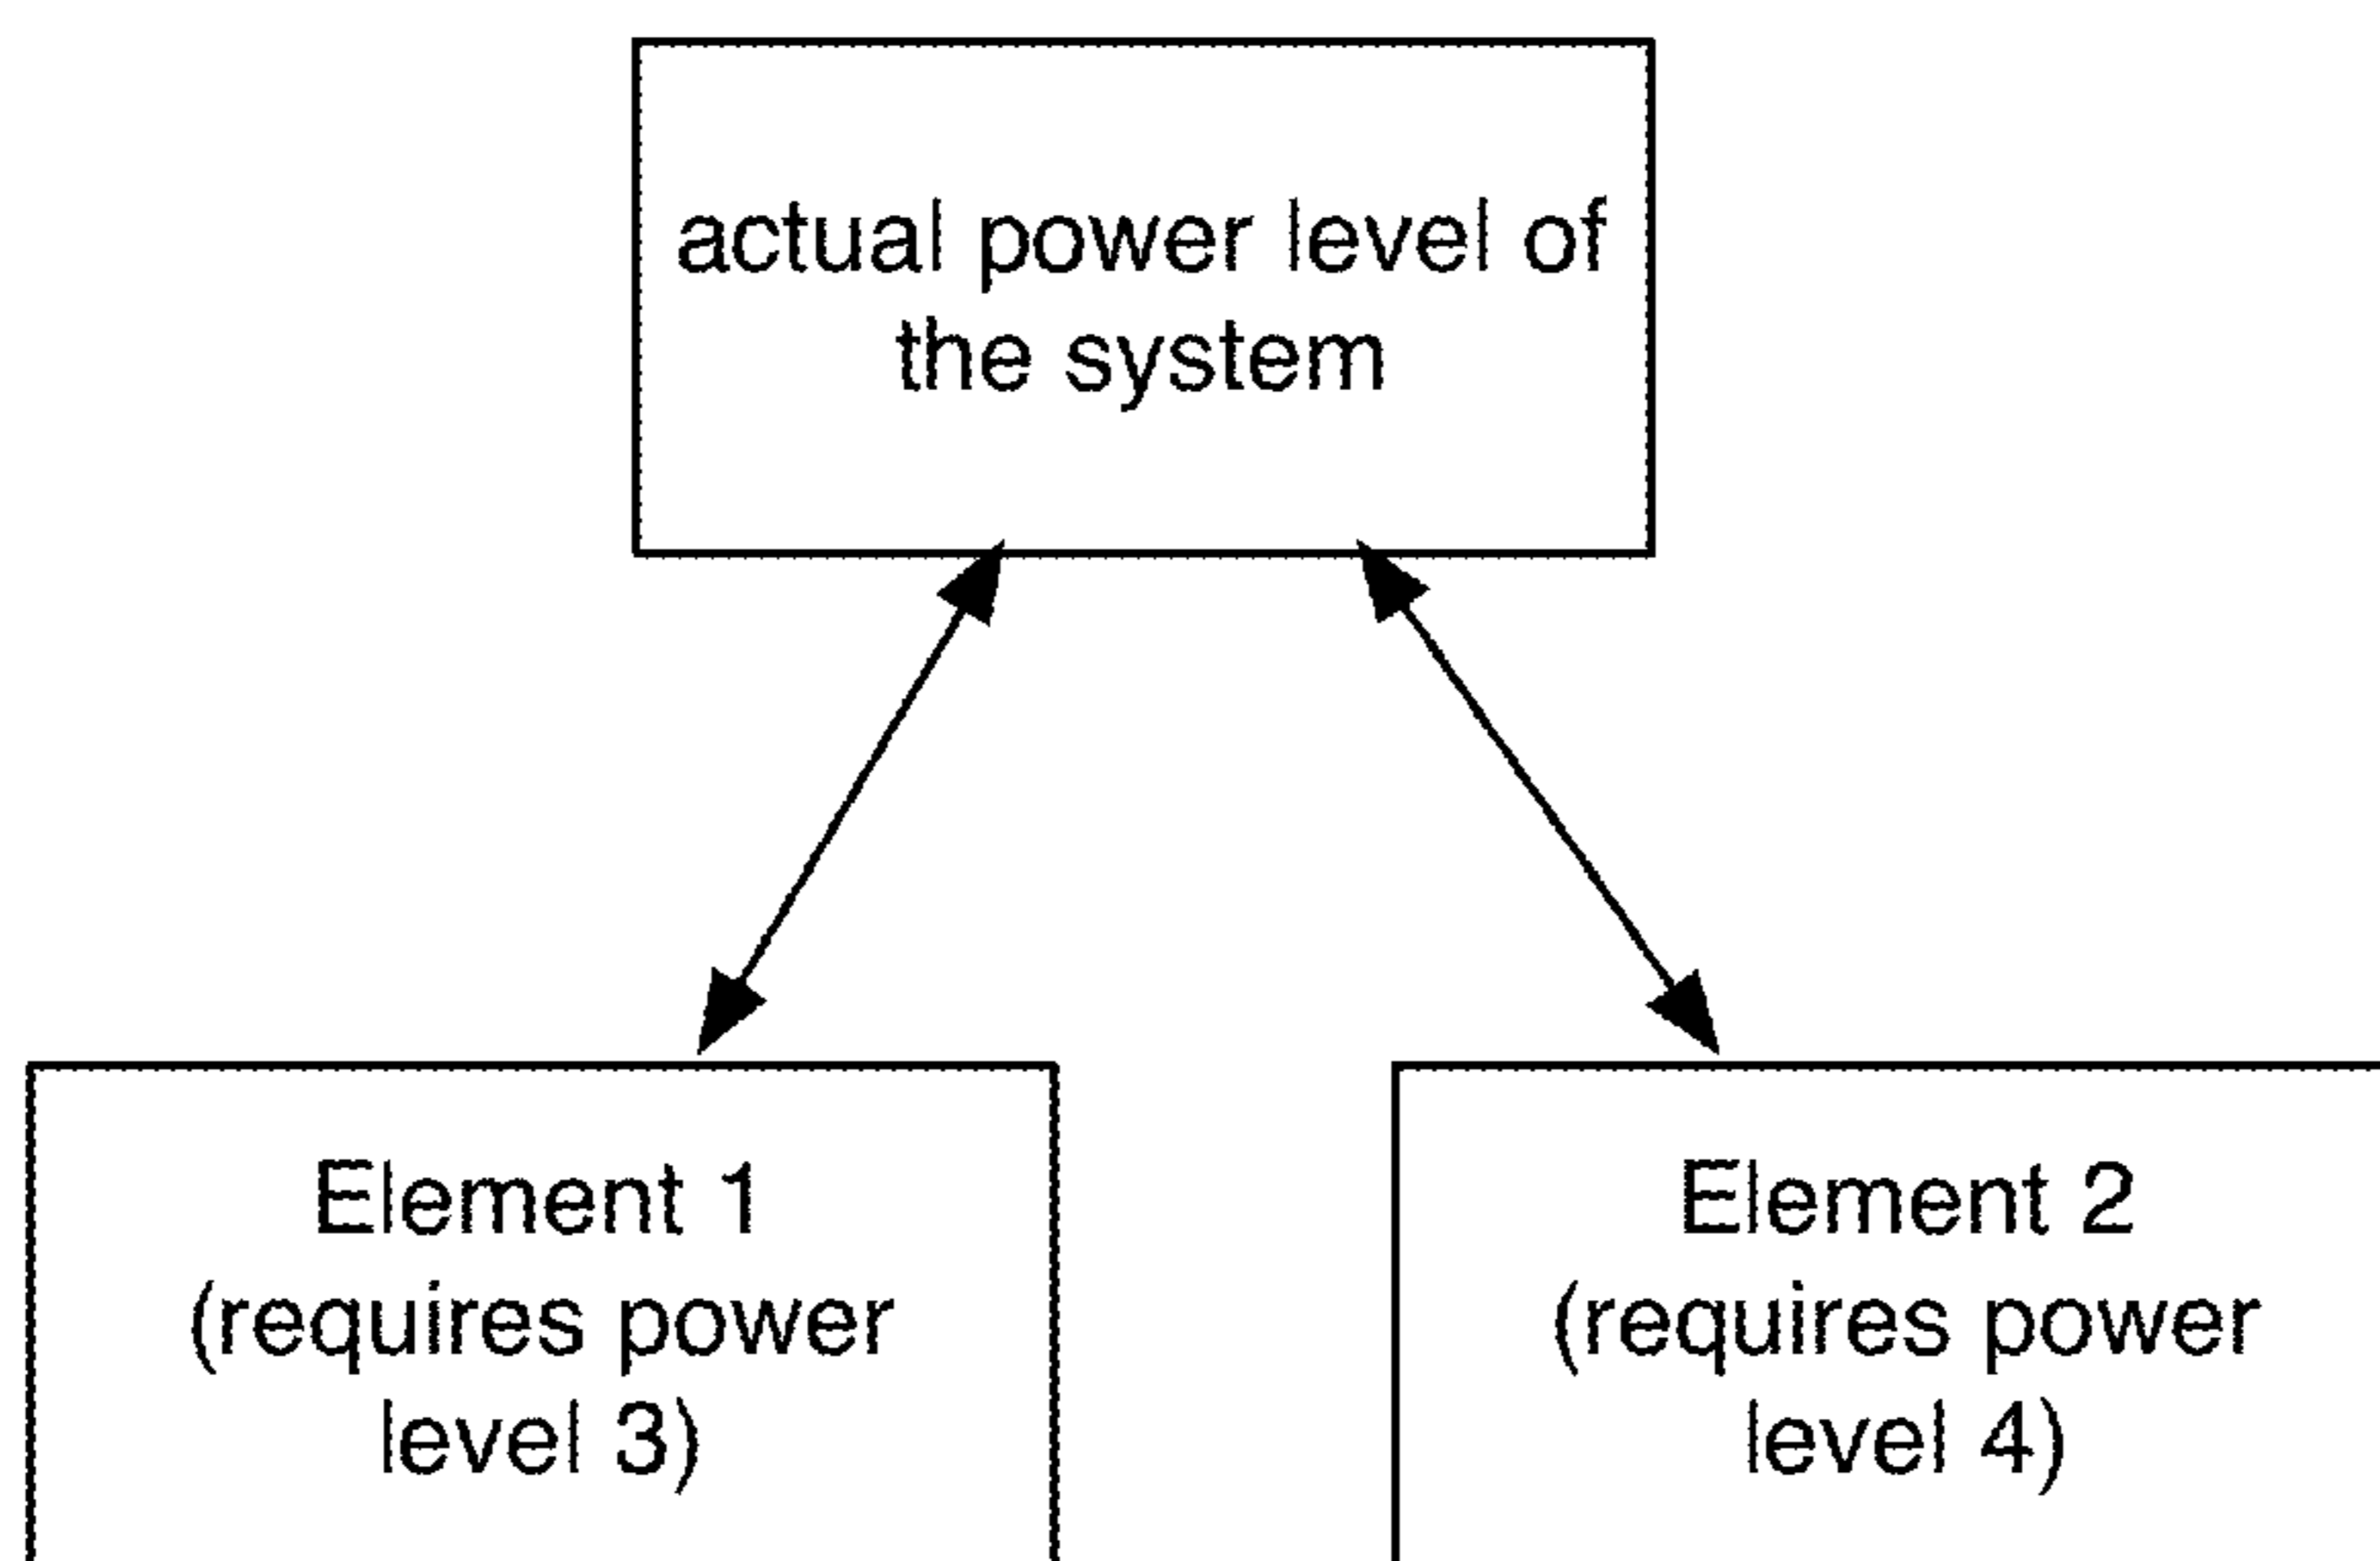 actual power level of
the system
Element 1
(requires power
level 3)
Element 2
(requires power
level 4)